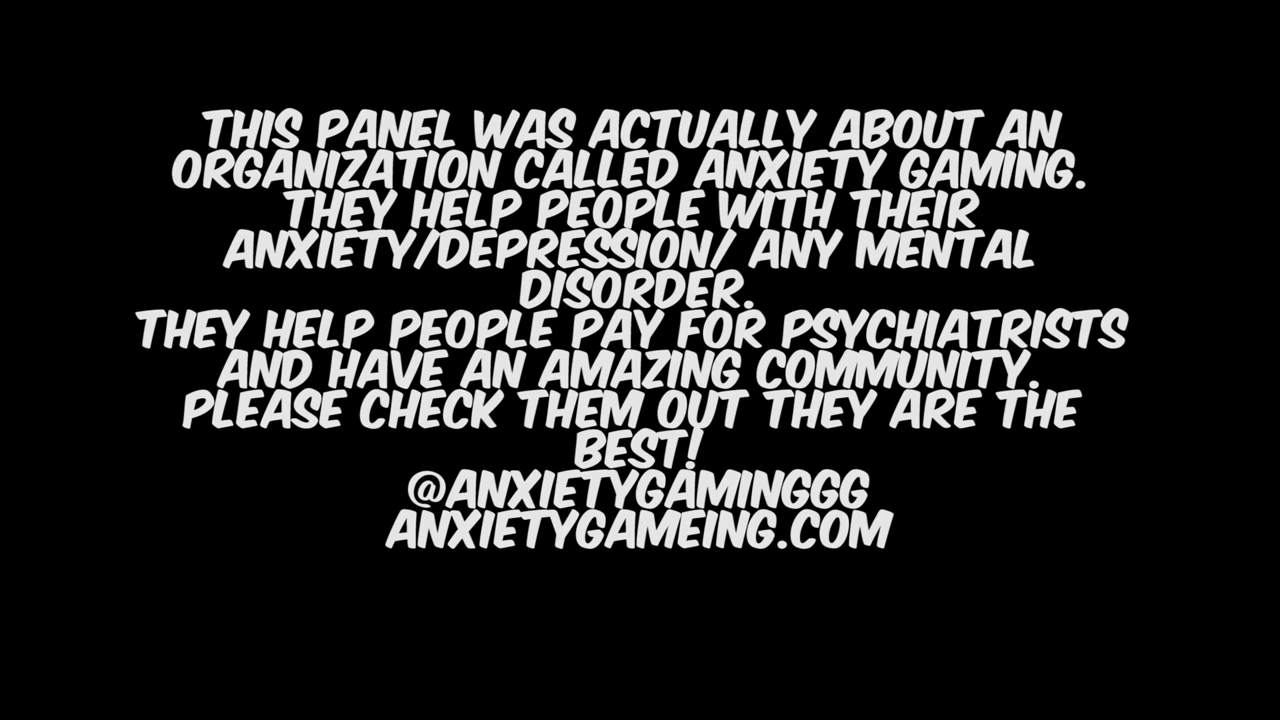 THIS PANEL WAS ACTUALLY ABOUT AN
ORGANIZATION CALLED ANXIETY GAMING.
THEY HELP PEOPLE WITH THEIR
ANXIETY/DEPRESSION/ ANY MENTAL
DISORDER.
THEY HELP PEOPLE PAY FOR PSYCHIATRISTS
AND HAVE AN AMAZING COMMUNITY.
PLEASE CHECK THEM OUT THEY ARE THE
BEST!
@ANXIETYGAMINGGG
ANXIETYGAMEING.COM